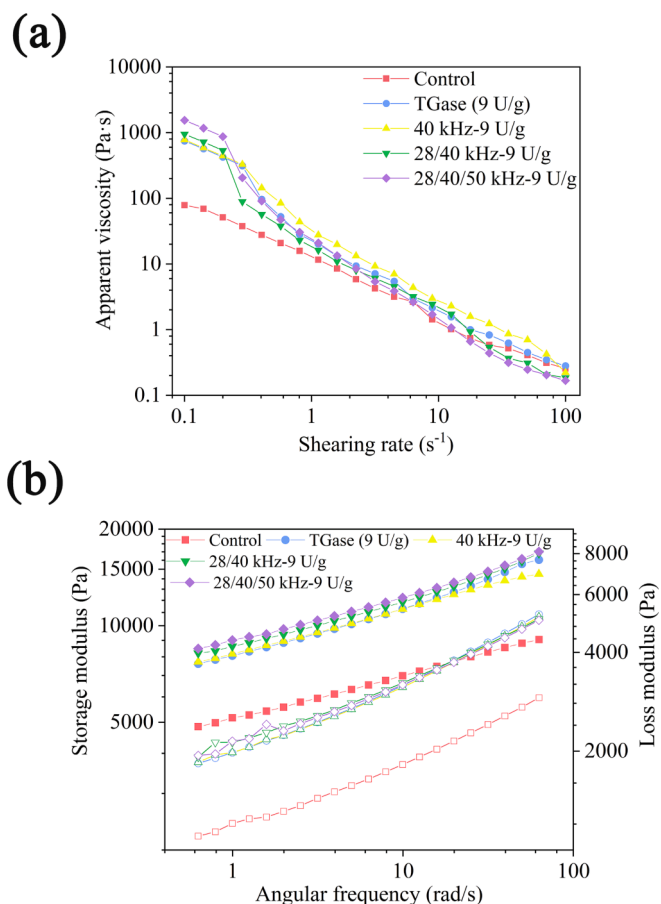 (a)
10000
1000
100
10
1
0.1
Apparent viscosity (Pa·s)
Control
TGase (9 U/g)
40 kHz-9 U/g
28/40 kHz-9 U/g
28/40/50 kHz-9 U/g
0.1 1 10 100
Shearing rate (s⁻¹)
(b)
20000
15000
10000
5000
Storage modulus (Pa)
Control TGase (9 U/g) 40 kHz-9 U/g
28/40 kHz-9 U/g
28/40/50 kHz-9 U/g
8000
6000
4000
2000
Loss modulus (Pa)
1 10 100
Angular frequency (rad/s)